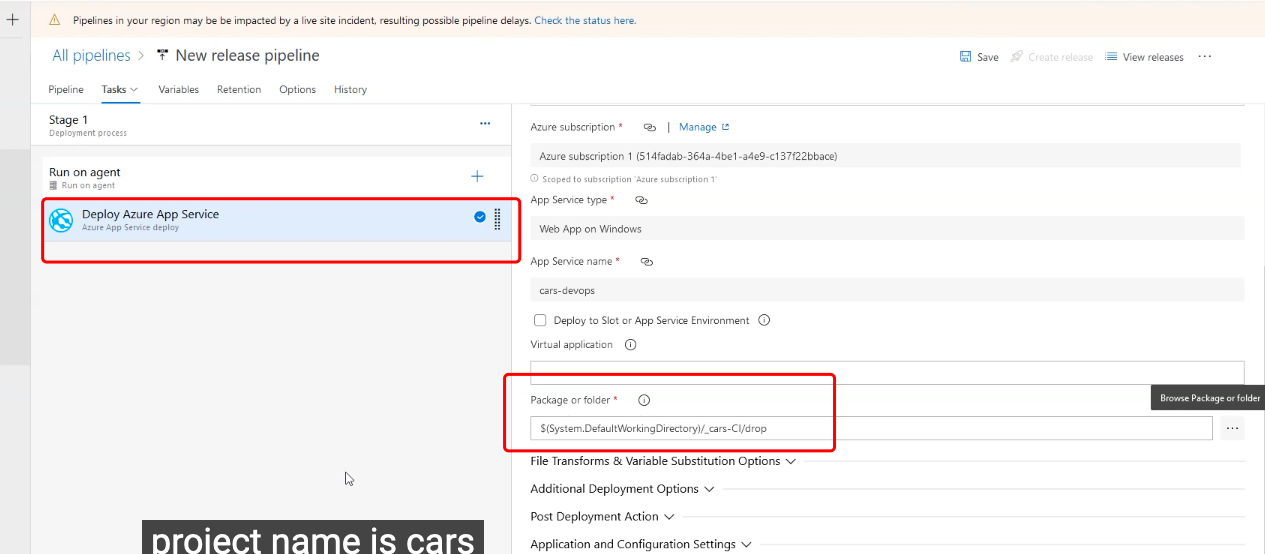 Pipelines in your region may be be impacted by a live site incident, resulting possible pipeline delays. Check the status here.
All pipelines > New release pipeline
Save Create release View releases ...
Pipeline Tasks Variables Retention Options History
Stage 1
Deployment process
...
Run on agent
Run on agent
Deploy Azure App Service
Azure App Service deploy
Azure subscription * | Manage
Azure subscription 1 (514fadab-364a-4be1-a4e9-c137f22bbace)
Scoped to subscription 'Azure subscription 1'
App Service type *
Web App on Windows
App Service name *
cars-devops
Deploy to Slot or App Service Environment
Virtual application
Package or folder *
Browse Package or folder
$(System.DefaultWorkingDirectory)/_cars-CI/drop
...
File Transforms & Variable Substitution Options
Additional Deployment Options
Post Deployment Action
Application and Configuration Settings
project name is cars